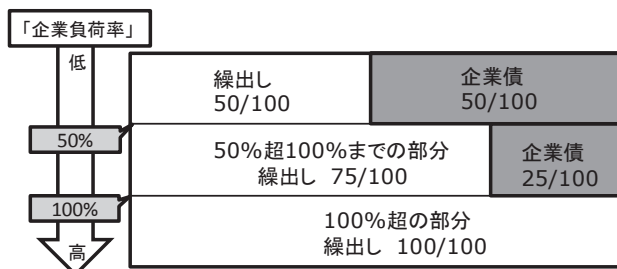 「企業負荷率」
低
繰出し
50/100
企業債
50/100
50%
50%超100%までの部分
繰出し 75/100
企業債
25/100
100%
100%超の部分
繰出し 100/100
高